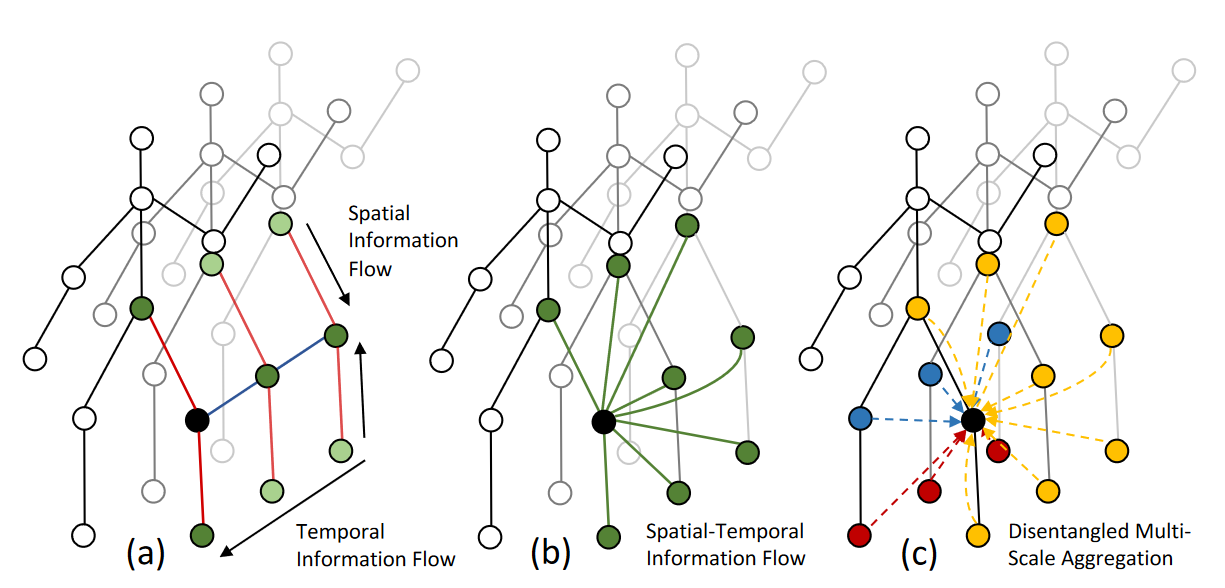 Spatial
Information
Flow
Temporal
Information Flow
(a)
Spatial-Temporal
Information Flow
(b)
Disentangled Multi-
Scale Aggregation
(c)